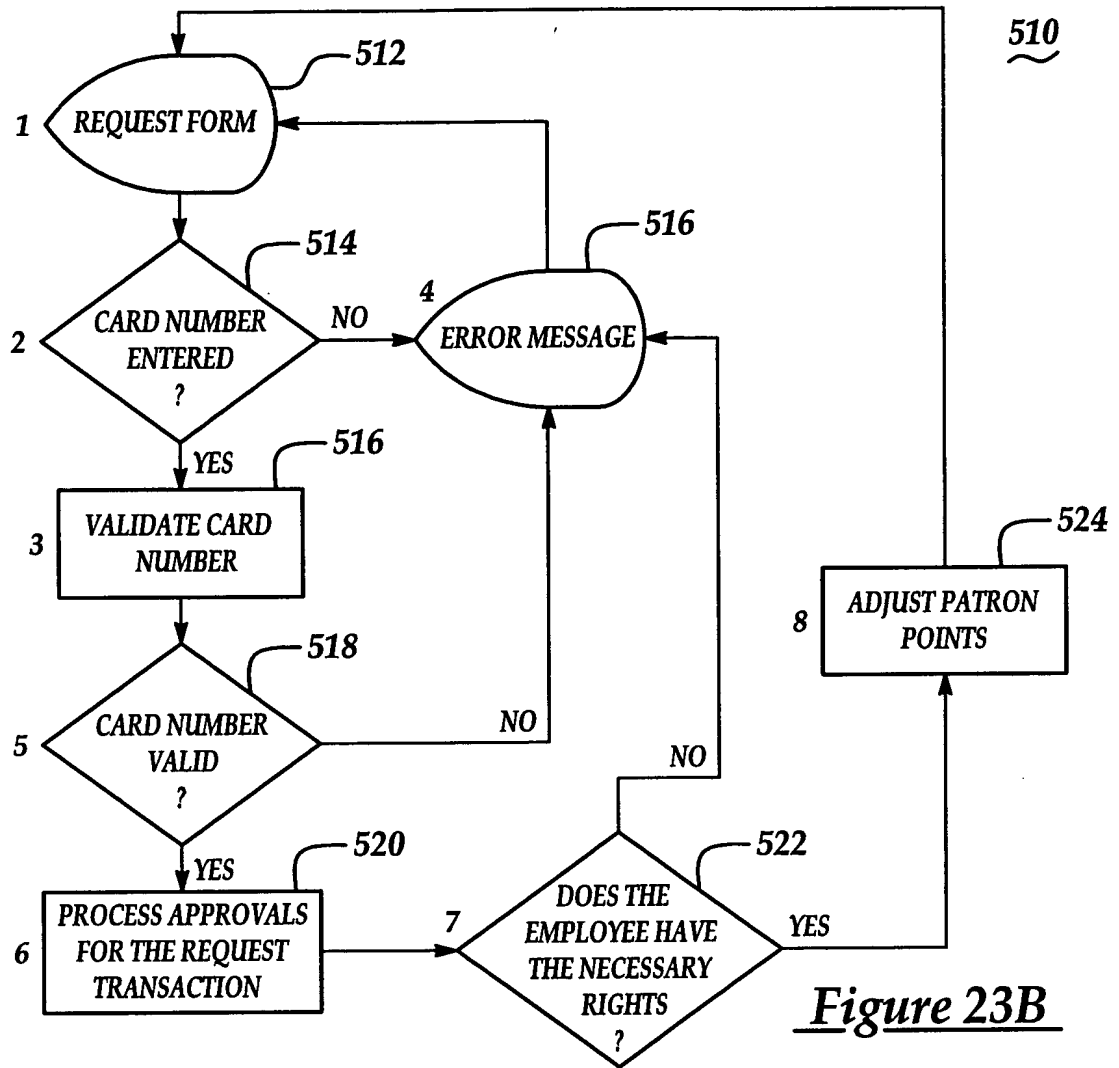 510
512
1
REQUEST FORM
514
2
CARD NUMBER
ENTERED
?
NO
516
4
ERROR MESSAGE
YES
516
3
VALIDATE CARD
NUMBER
518
5
CARD NUMBER
VALID
?
NO
YES
520
6
PROCESS APPROVALS
FOR THE REQUEST
TRANSACTION
NO
522
7
DOES THE
EMPLOYEE HAVE
THE NECESSARY
RIGHTS
?
YES
524
8
ADJUST PATRON
POINTS
Figure 23B